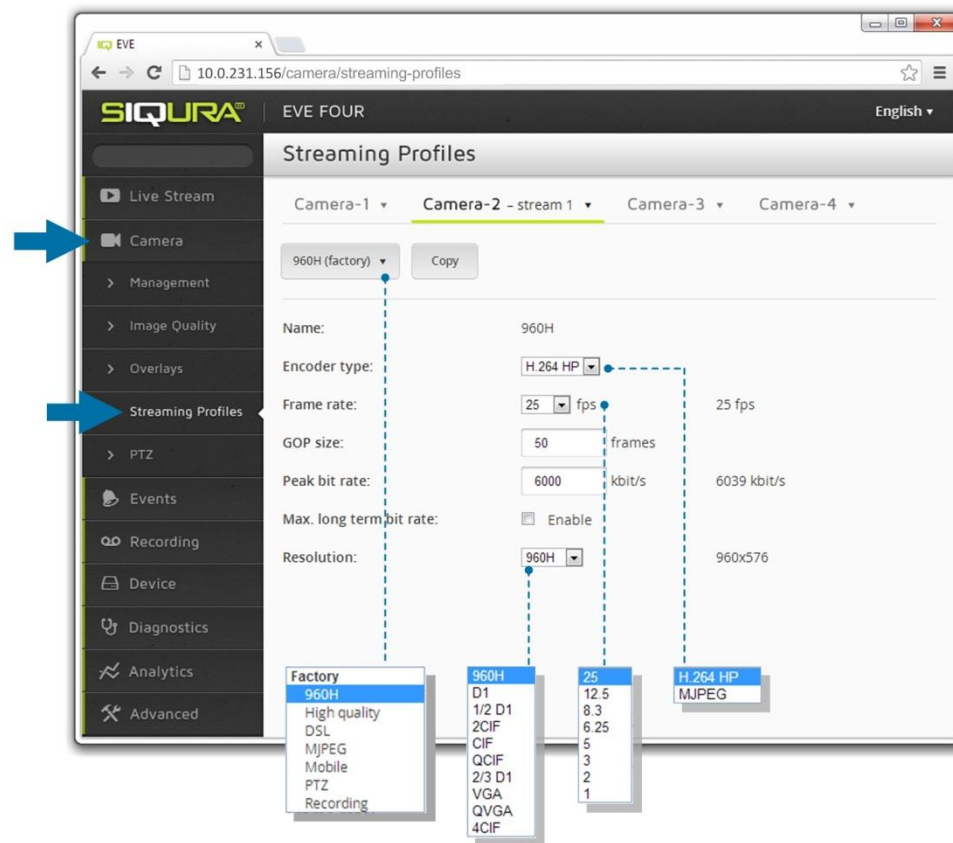 EVE
10.0.231.156/camera/streaming-profiles
SIQURA®
EVE FOUR
English
Streaming Profiles
Live Stream
Camera
Management
Image Quality
Overlays
Streaming Profiles
PTZ
Events
Recording
Device
Diagnostics
Analytics
Advanced
Camera-1
Camera-2 – stream 1
Camera-3
Camera-4
960H (factory)
Copy
Name: 960H
Encoder type: H.264 HP
Frame rate: 25 fps 25 fps
GOP size: 50 frames
Peak bit rate: 6000 kbit/s 6039 kbit/s
Max. long term bit rate: Enable
Resolution: 960H 960x576
Factory
960H
High quality
DSL
MJPEG
Mobile
PTZ
Recording
960H
D1
1/2 D1
2CIF
CIF
QCIF
2/3 D1
VGA
QVGA
4CIF
25
12.5
8.3
6.25
5
3
2
1
H.264 HP
MJPEG